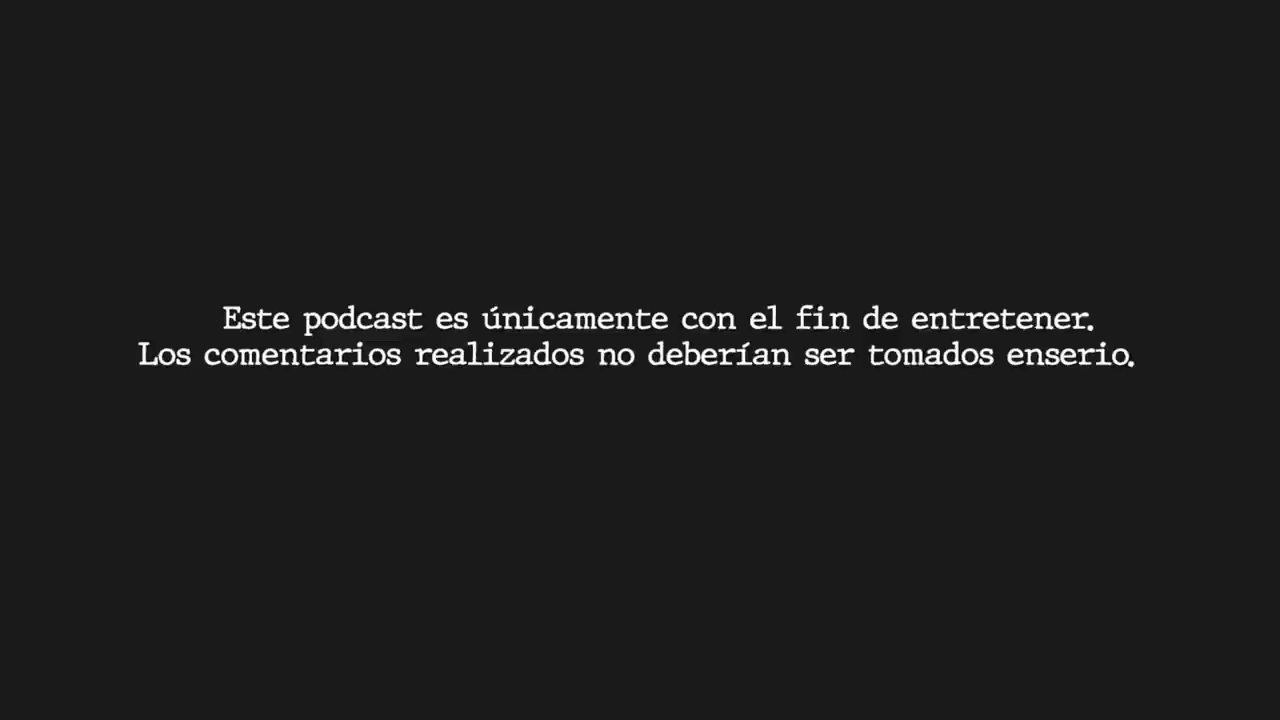 Este podcast es únicamente con el fin de entretener.
Los comentarios realizados no deberían ser tomados enserio.